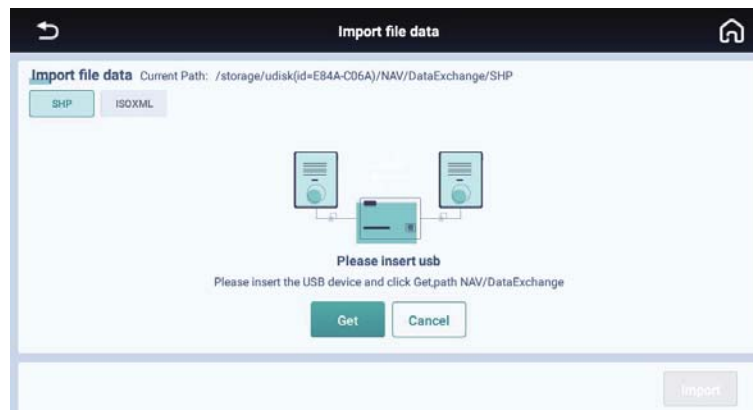 Import file data
Import file data Current Path: /storage/udisk(id=E84A-C06A)/NAV/DataExchange/SHP
SHP ISOXML
Please insert usb
Please insert the USB device and click Get,path NAV/DataExchange
Get Cancel
Import